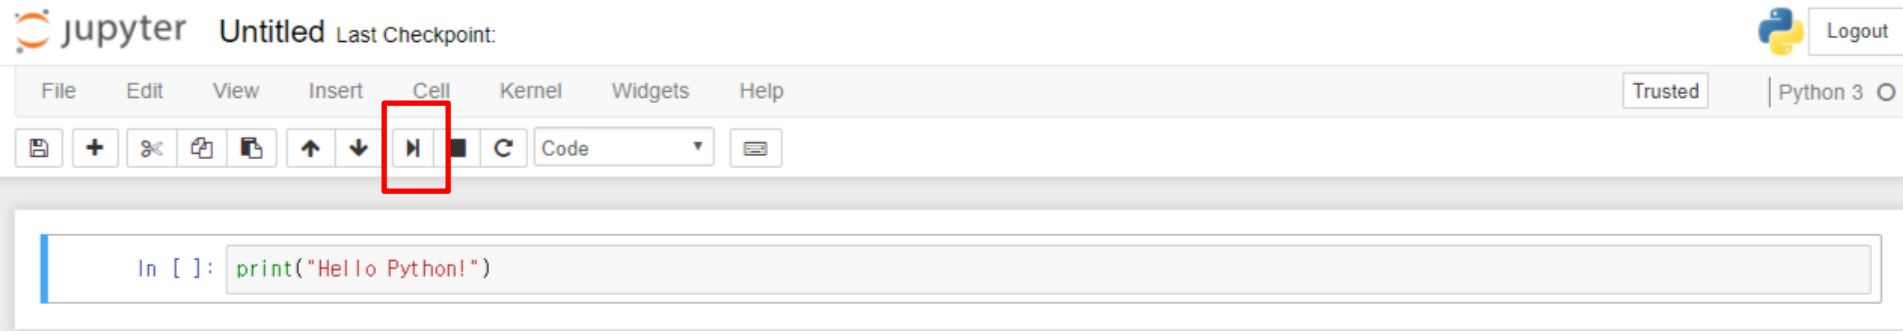 jupyter Untitled Last Checkpoint: Logout
File Edit View Insert Cell Kernel Widgets Help Trusted Python 3
Code
In [ ]: print("Hello Python!")